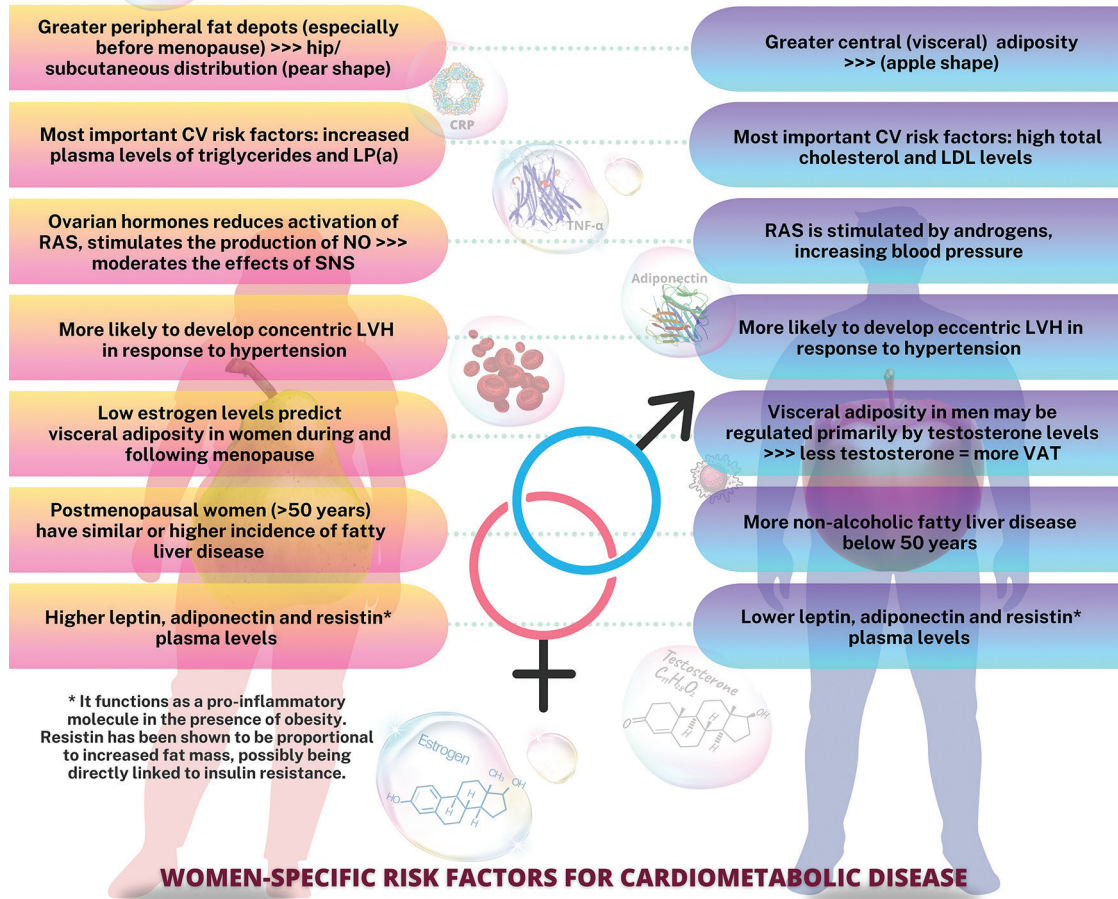 Greater peripheral fat depots (especially
before menopause) >>> hip/
subcutaneous distribution (pear shape)
Greater central (visceral) adiposity
>>> (apple shape)
CRP
Most important CV risk factors: increased
plasma levels of triglycerides and LP(a)
Most important CV risk factors: high total
cholesterol and LDL levels
TNF-α
Ovarian hormones reduces activation of
RAS, stimulates the production of NO >>>
moderates the effects of SNS
RAS is stimulated by androgens,
increasing blood pressure
Adiponectin
More likely to develop concentric LVH
in response to hypertension
More likely to develop eccentric LVH in
response to hypertension
Low estrogen levels predict
visceral adiposity in women during and
following menopause
Visceral adiposity in men may be
regulated primarily by testosterone levels
>>> less testosterone = more VAT
Postmenopausal women (>50 years)
have similar or higher incidence of fatty
liver disease
More non-alcoholic fatty liver disease
below 50 years
Higher leptin, adiponectin and resistin*
plasma levels
Lower leptin, adiponectin and resistin*
plasma levels
* It functions as a pro-inflammatory
molecule in the presence of obesity.
Resistin has been shown to be proportional
to increased fat mass, possibly being
directly linked to insulin resistance.
Testosterone
OH
H
H H
O
Estrogen
CH₃ OH
H
H H
HO
WOMEN-SPECIFIC RISK FACTORS FOR CARDIOMETABOLIC DISEASE